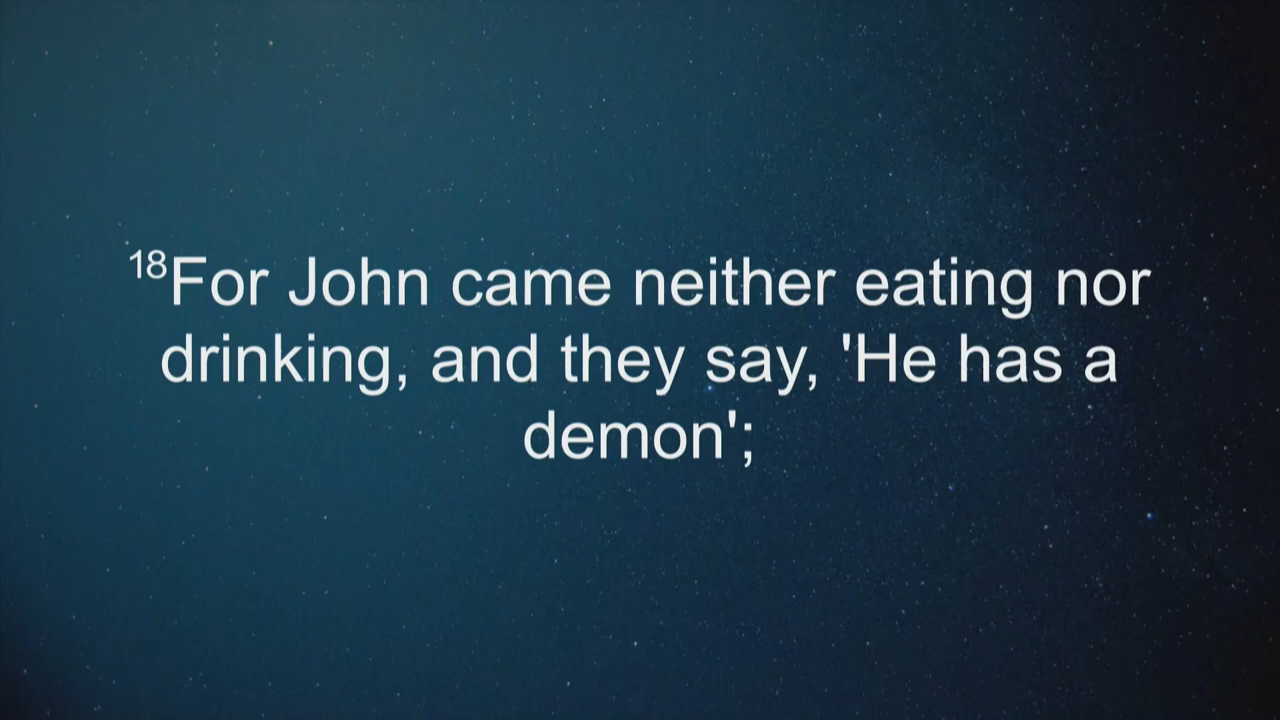 18For John came neither eating nor
drinking, and they say, 'He has a
demon';